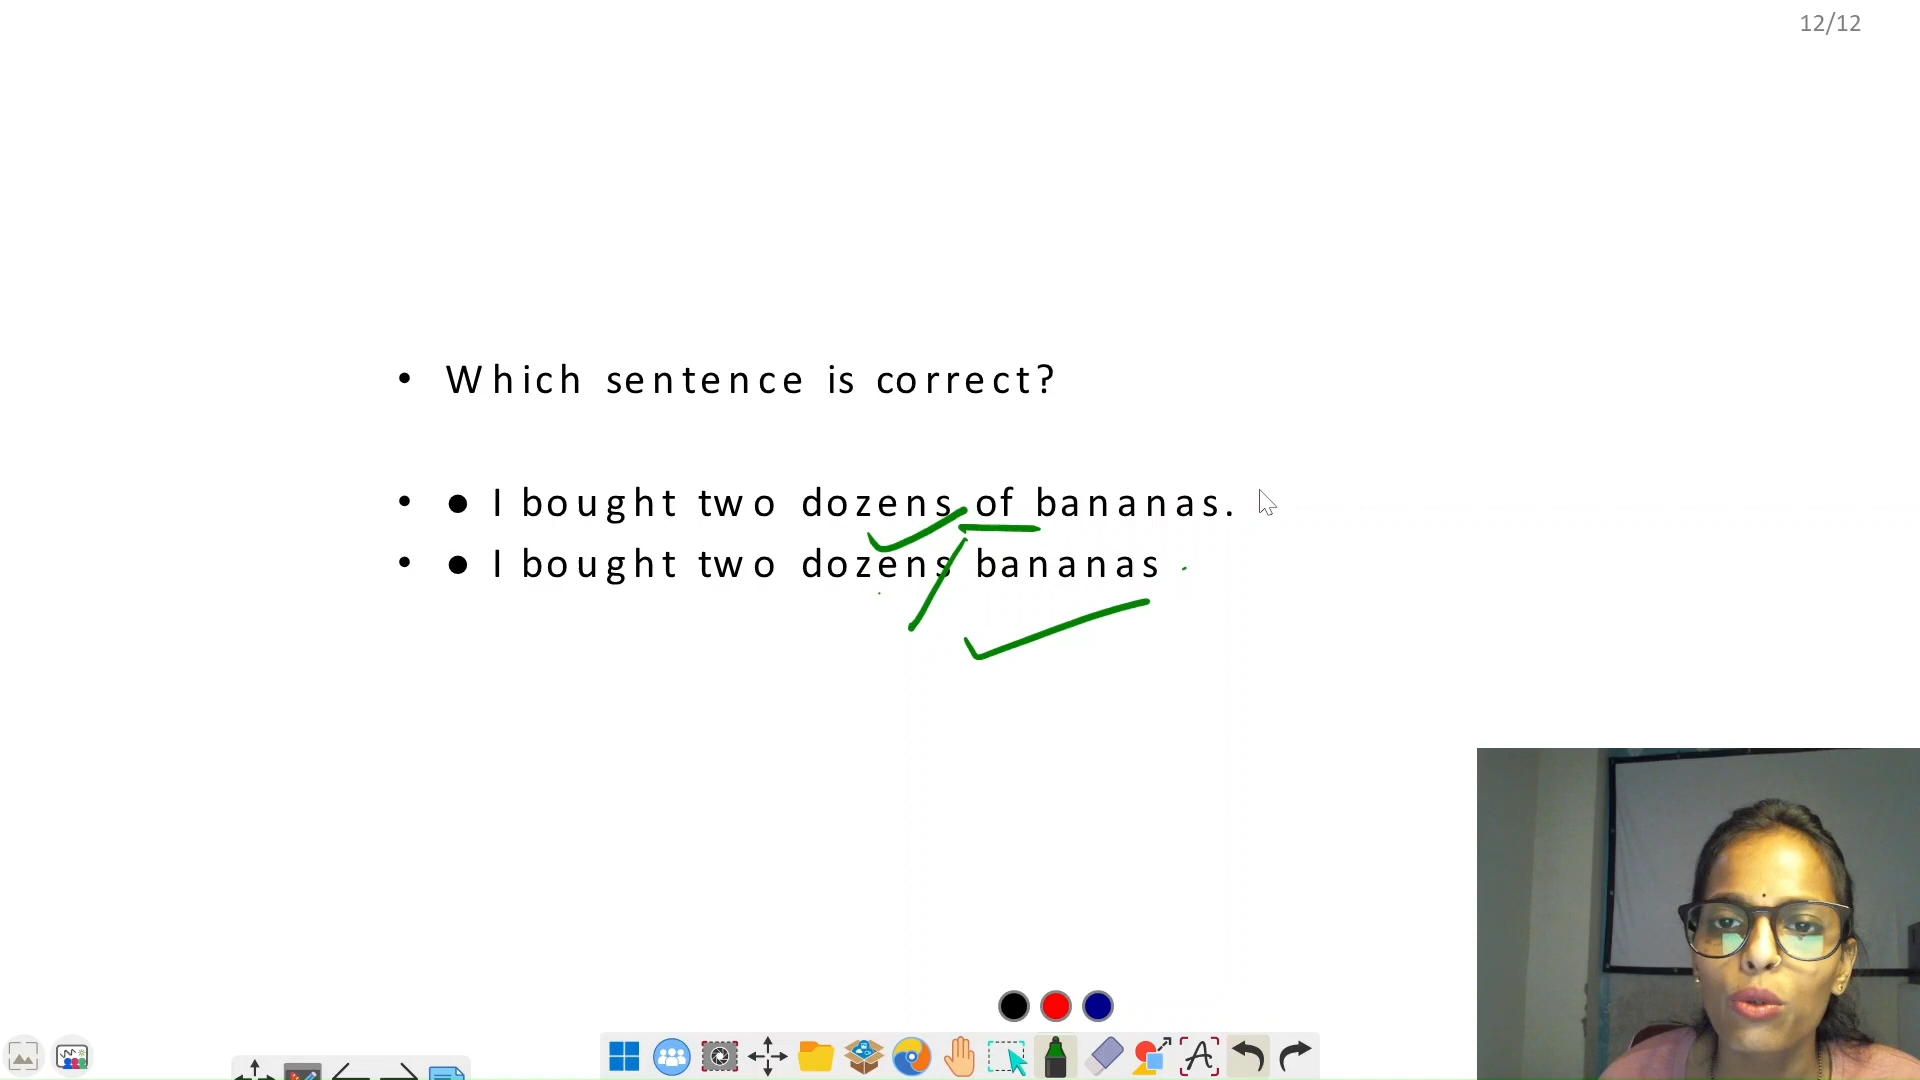 12/12
• Which sentence is correct?
• ● I bought two dozens of bananas.
• ● I bought two dozens bananas